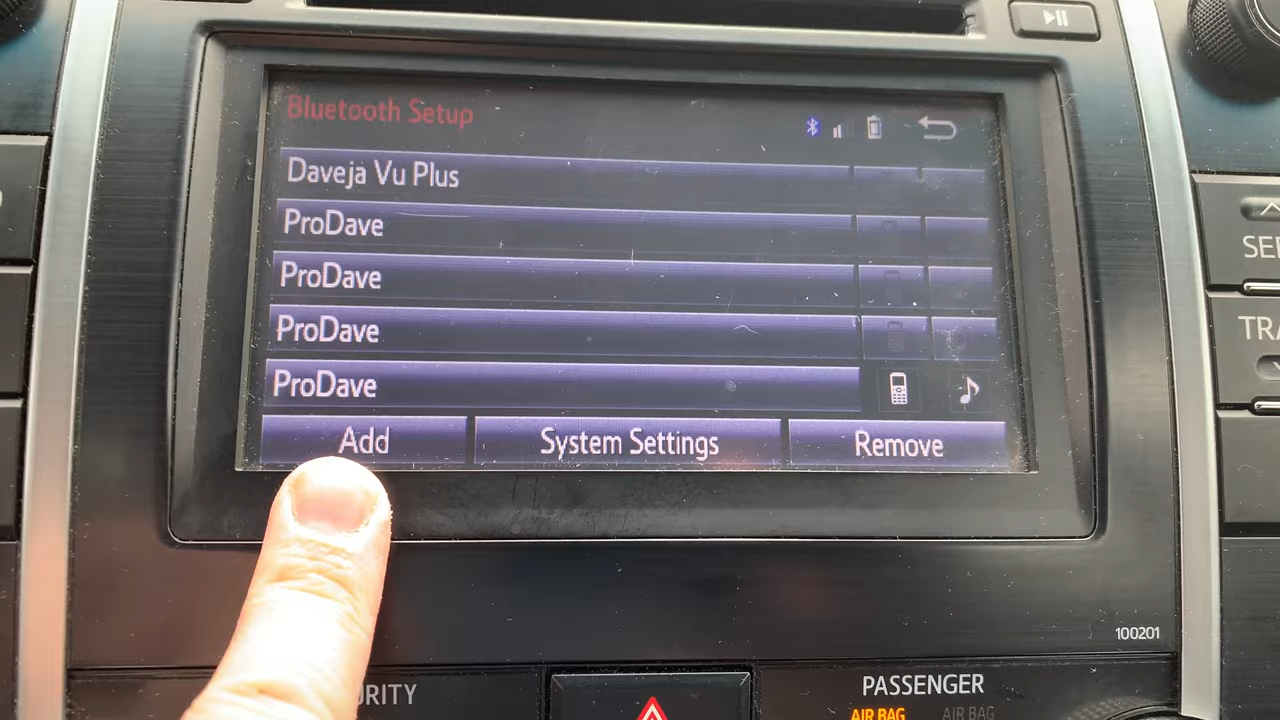 Bluetooth Setup
Daveja Vu Plus
ProDave
ProDave
ProDave
ProDave
Add
System Settings
Remove
100201
PASSENGER
AIR BAG
AIR BAG